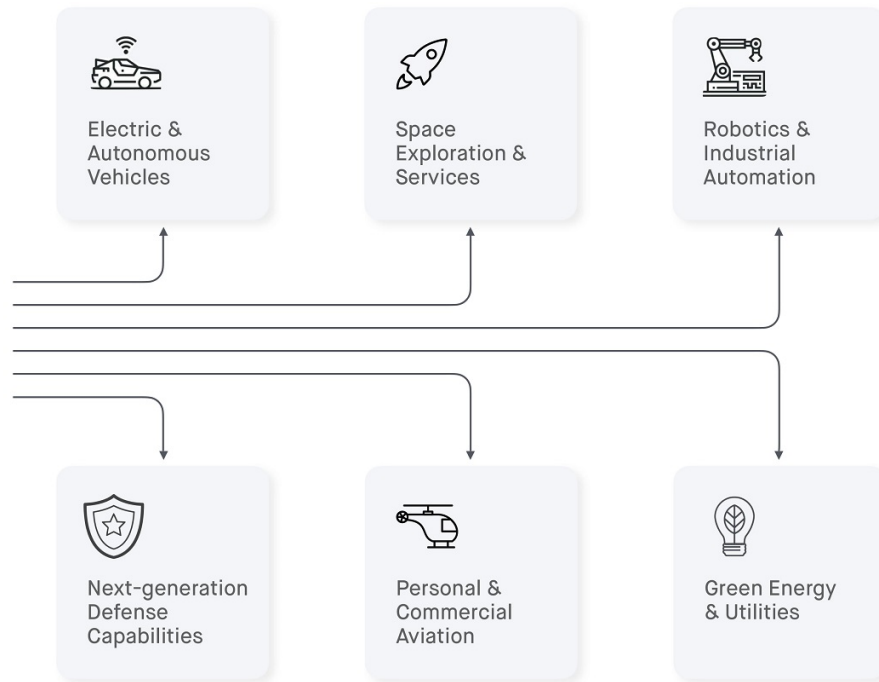 Electric &
Autonomous
Vehicles
Space
Exploration &
Services
Robotics &
Industrial
Automation
Next-generation
Defense
Capabilities
Personal &
Commercial
Aviation
Green Energy
& Utilities